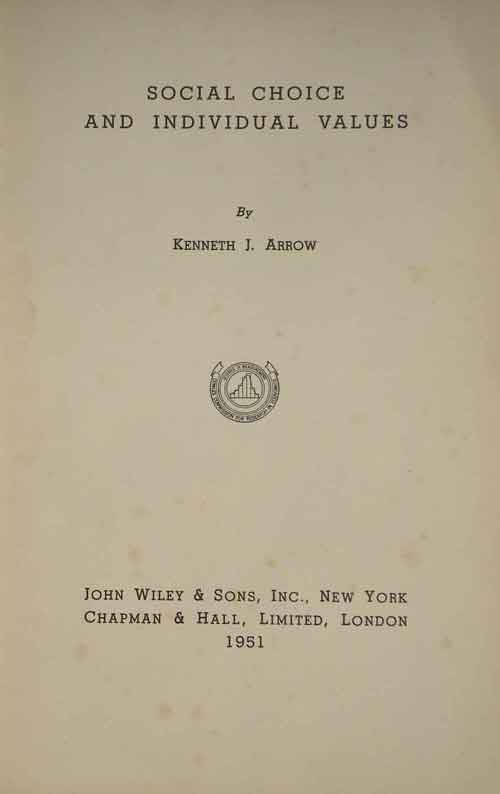 SOCIAL CHOICE
AND INDIVIDUAL VALUES
By
KENNETH J. ARROW
JOHN WILEY & SONS, INC., NEW YORK
CHAPMAN & HALL, LIMITED, LONDON
1951